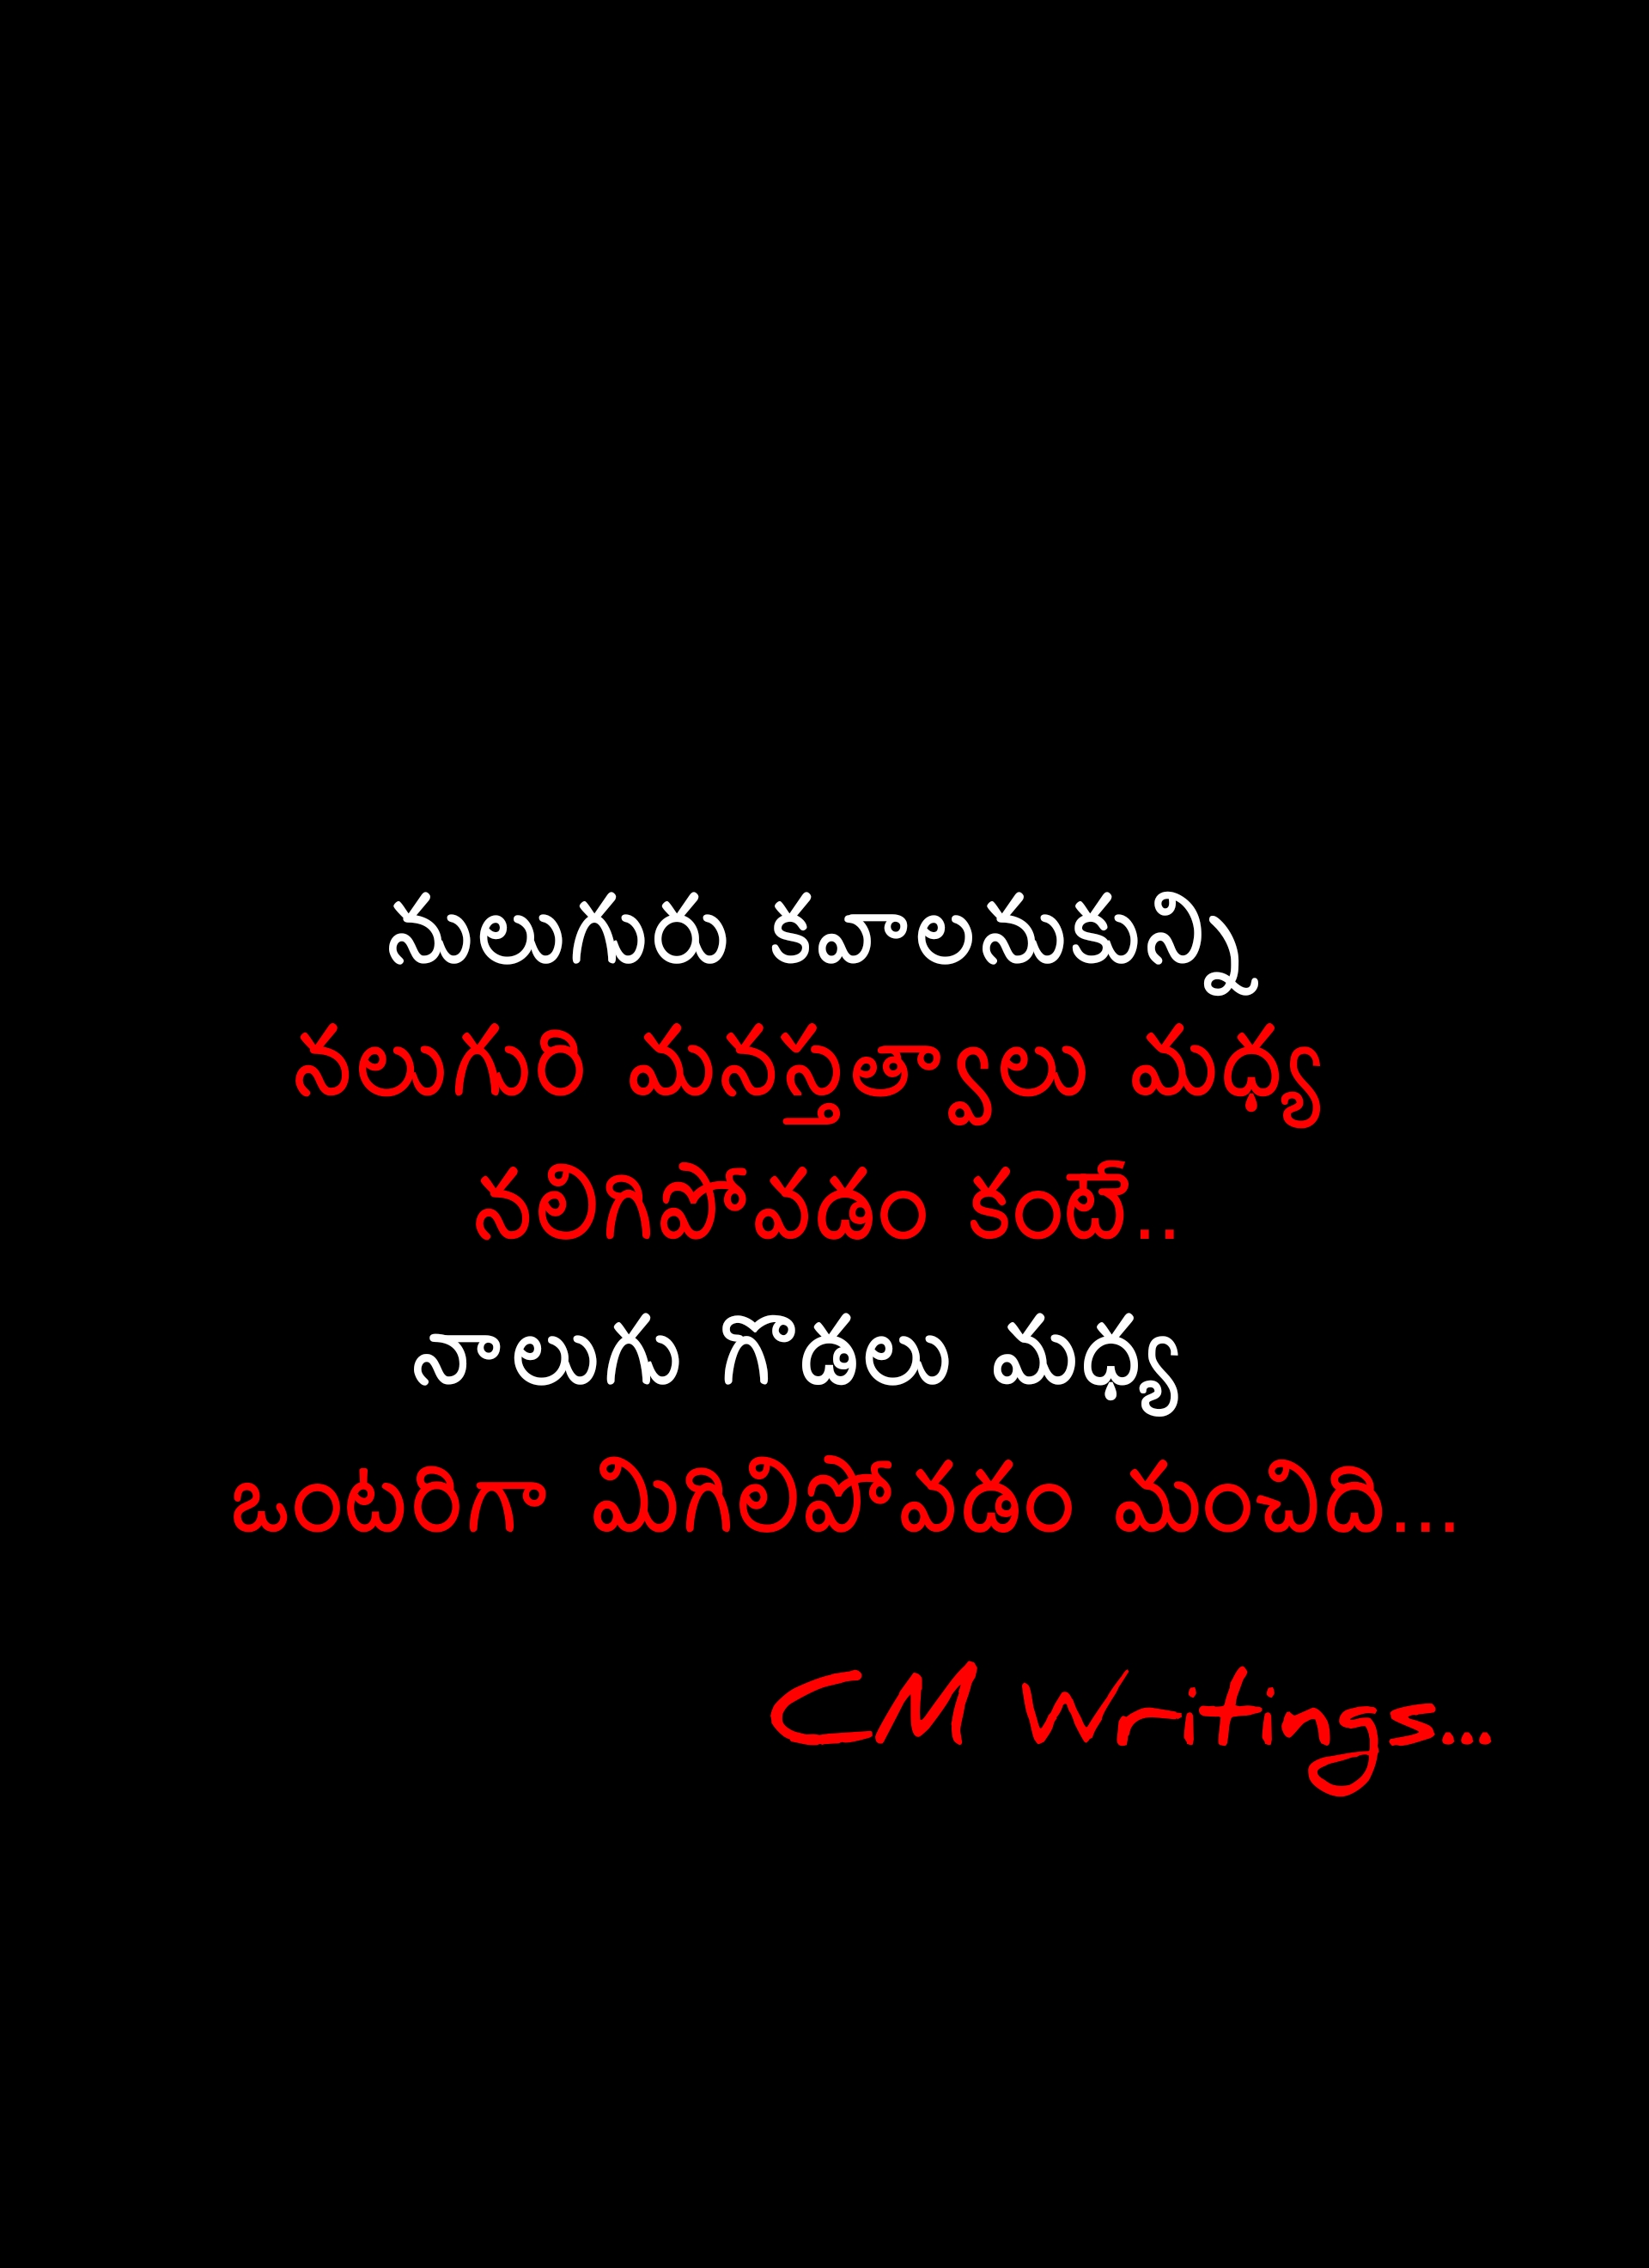 నలుగురు కవాలనుకున్ని
నలుగురి మనస్తత్వాలు మధ్య
నలిగిపోవడం కంటే..
నాలుగు గొడలు మధ్య
ఒంటరిగా మిగిలిపోవడం మంచిది...
CM Writings...